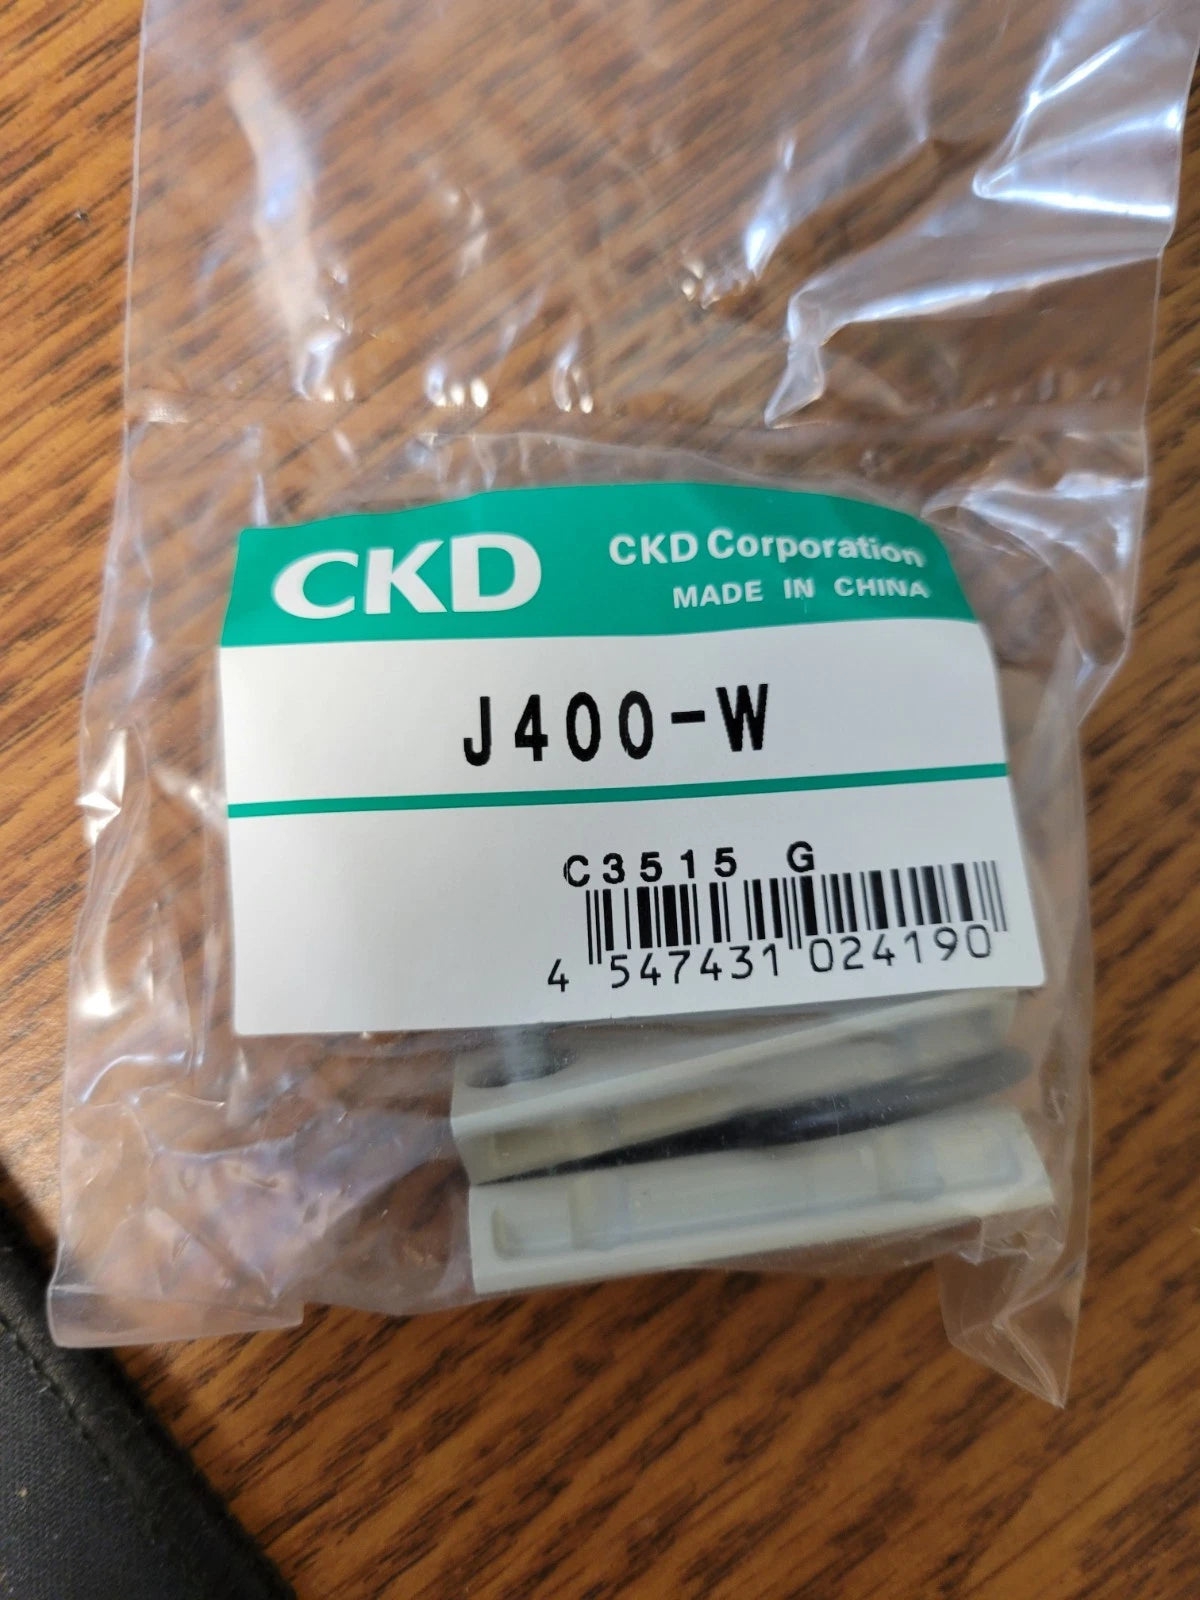 CKD
CKD Corporation
MADE IN CHINA
J400-W
C3515 G
4 547431 024190